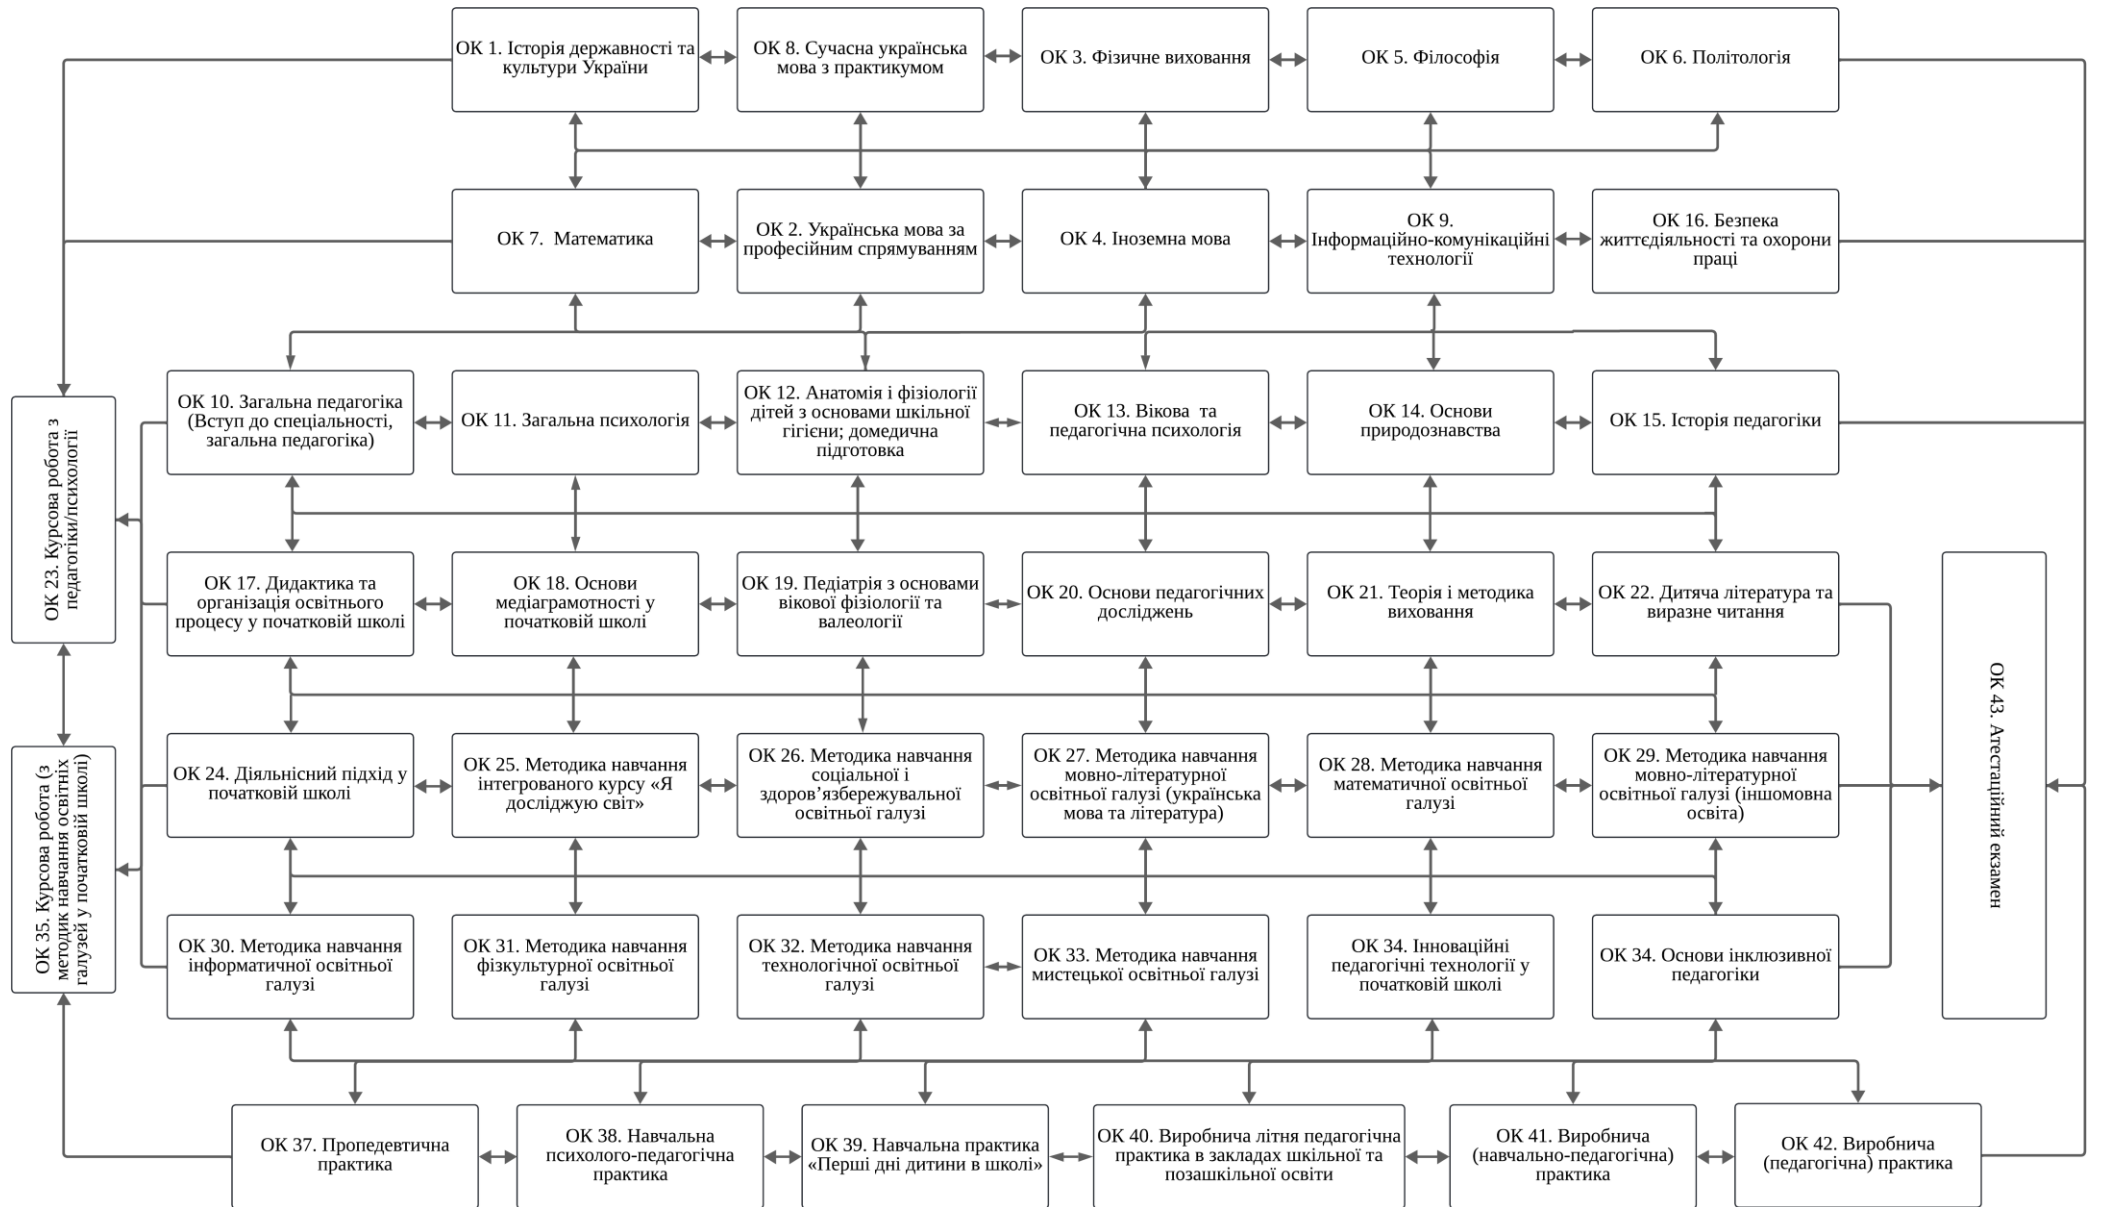 ОК 1. Історія державності та
культури України
ОК 8. Сучасна українська
мова з практикумом
ОК 3. Фізичне виховання
ОК 5. Філософія
ОК 6. Політологія
ОК 7.  Математика
ОК 2. Українська мова за
професійним спрямуванням
ОК 4. Іноземна мова
ОК 9.
Інформаційно-комунікаційні
технології
ОК 16. Безпека
життєдіяльності та охорони
праці
ОК 10. Загальна педагогіка
(Вступ до спеціальності,
загальна педагогіка)
ОК 11. Загальна психологія
ОК 12. Анатомія і фізіології
дітей з основами шкільної
гігієни; домедична
підготовка
ОК 13. Вікова  та
педагогічна психологія
ОК 14. Основи
природознавства
ОК 15. Історія педагогіки
ОК 23. Курсова робота з
педагогіки/психології
ОК 17. Дидактика та
організація освітнього
процесу у початковій школі
ОК 18. Основи
медіаграмотності у
початковій школі
ОК 19. Педіатрія з основами
вікової фізіології та
валеології
ОК 20. Основи педагогічних
досліджень
ОК 21. Теорія і методика
виховання
ОК 22. Дитяча література та
виразне читання
ОК 43. Атестаційний екзамен
ОК 35. Курсова робота (з
методик навчання освітніх
галузей у початковій школі)
ОК 24. Діяльнісний підхід у
початковій школі
ОК 25. Методика навчання
інтегрованого курсу «Я
досліджую світ»
ОК 26. Методика навчання
соціальної і
здоров’язбережувальної
освітньої галузі
ОК 27. Методика навчання
мовно-літературної
освітньої галузі (українська
мова та література)
ОК 28. Методика навчання
математичної освітньої
галузі
ОК 29. Методика навчання
мовно-літературної
освітньої галузі (іншомовна
освіта)
ОК 30. Методика навчання
інформатичної освітньої
галузі
ОК 31. Методика навчання
фізкультурної освітньої
галузі
ОК 32. Методика навчання
технологічної освітньої
галузі
ОК 33. Методика навчання
мистецької освітньої галузі
ОК 34. Інноваційні
педагогічні технології у
початковій школі
ОК 34. Основи інклюзивної
педагогіки
ОК 37. Пропедевтична
практика
ОК 38. Навчальна
психолого-педагогічна
практика
ОК 39. Навчальна практика
«Перші дні дитини в школі»
ОК 40. Виробнича літня педагогічна
практика в закладах шкільної та
позашкільної освіти
ОК 41. Виробнича
(навчально-педагогічна)
практика
ОК 42. Виробнича
(педагогічна) практика